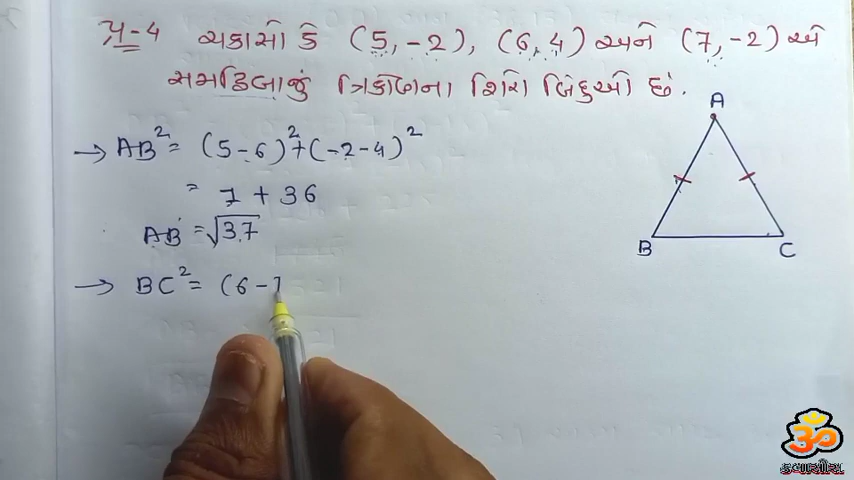 પ્ર-4 ચકાસો કે (5, -2), (6, 4) અને (7, -2) એ
સમદ્વિબાજું ત્રિકોણના શિરો બિંદુઓ છે.
A
→ AB² = (5-6)² + (-2-4)²
= 1 + 36
AB = √37
B C
→ BC² = (6-7
ૐ